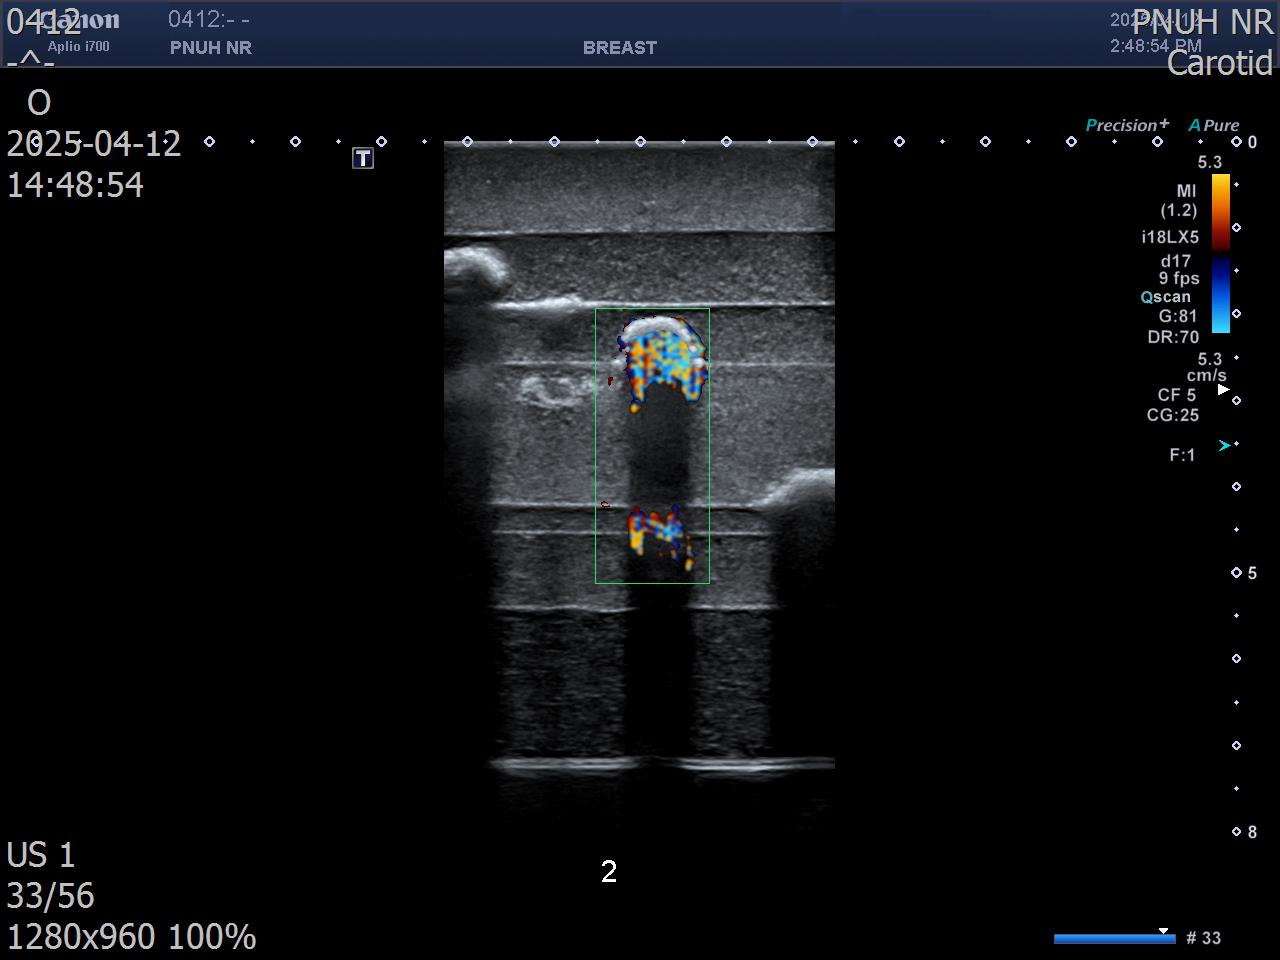 0412
Canon
Aplio i700
0412:- -
PNUH NR
BREAST
2:48:54 PM
PNUH NR
Carotid
-^-
O
2025-04-12
14:48:54
T
Precision+ APure
0
5.3
MI
(1.2)
i18LX5
d17
9 fps
Qscan
G:81
DR:70
5.3
cm/s
CF 5
CG:25
F:1
5
8
US 1
33/56
1280x960 100%
2
# 33